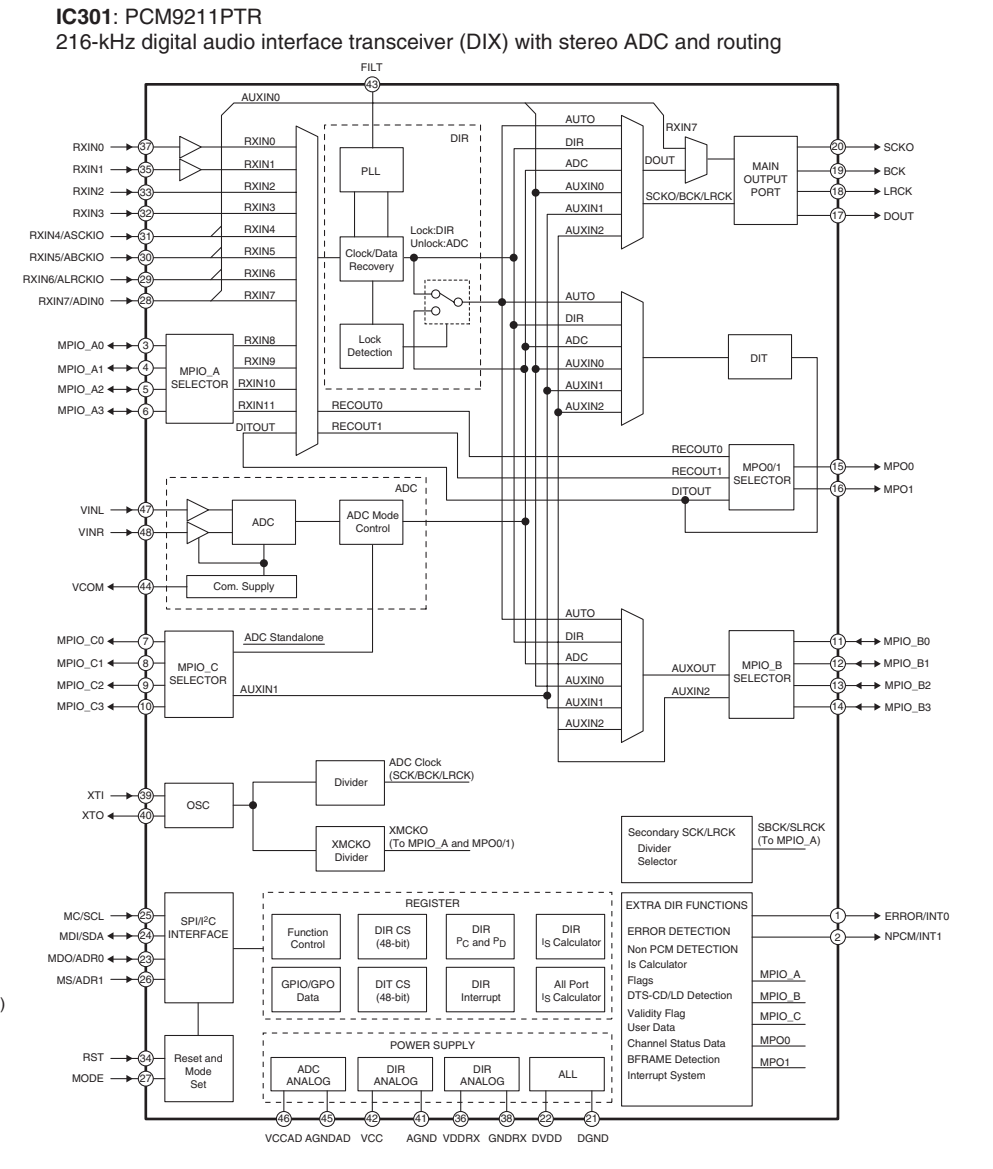 IC301: PCM9211PTR
216-kHz digital audio interface transceiver (DIX) with stereo ADC and routing
FILT
43
AUXIN0
DIR
PLL
Clock/Data
Recovery
Lock
Detection
Lock:DIR
Unlock:ADC
RXIN0 37 RXIN0
RXIN1 35 RXIN1
RXIN2 33 RXIN2
RXIN3 32 RXIN3
RXIN4/ASCKIO 31 RXIN4
RXIN5/ABCKIO 30 RXIN5
RXIN6/ALRCKIO 29 RXIN6
RXIN7/ADIN0 28 RXIN7
MPIO_A0 3 RXIN8
MPIO_A1 4 RXIN9
MPIO_A2 5 RXIN10
MPIO_A3 6 RXIN11
MPIO_A
SELECTOR
DITOUT
RECOUT0
RECOUT1
AUTO
DIR
ADC
AUXIN0
AUXIN1
AUXIN2
RXIN7
DOUT
SCKO/BCK/LRCK
MAIN
OUTPUT
PORT
20 SCKO
19 BCK
18 LRCK
17 DOUT
AUTO
DIR
ADC
AUXIN0
AUXIN1
AUXIN2
DIT
RECOUT0
RECOUT1
DITOUT
MPO0/1
SELECTOR
15 MPO0
16 MPO1
ADC
VINL 47
VINR 48
ADC
ADC Mode
Control
VCOM 44
Com. Supply
MPIO_C0 7
MPIO_C1 8
MPIO_C2 9
MPIO_C3 10
MPIO_C
SELECTOR
ADC Standalone
AUXIN1
AUTO
DIR
ADC
AUXIN0
AUXIN1
AUXIN2
AUXOUT
AUXIN2
MPIO_B
SELECTOR
11 MPIO_B0
12 MPIO_B1
13 MPIO_B2
14 MPIO_B3
XTI 39
XTO 40
OSC
Divider
ADC Clock
(SCK/BCK/LRCK)
XMCKO
Divider
XMCKO
(To MPIO_A and MPO0/1)
Secondary SCK/LRCK
Divider
Selector
SBCK/SLRCK
(To MPIO_A)
MC/SCL 25
MDI/SDA 24
MDO/ADR0 23
MS/ADR1 26
SPI/I2C
INTERFACE
)
RST 34
MODE 27
Reset and
Mode
Set
REGISTER
Function
Control
DIR CS
(48-bit)
DIR
PC and PD
DIR
IS Calculator
GPIO/GPO
Data
DIT CS
(48-bit)
DIR
Interrupt
All Port
IS Calculator
POWER SUPPLY
ADC
ANALOG
DIR
ANALOG
DIR
ANALOG
ALL
46 45 42 41 36 38 22 21
VCCAD AGNDAD VCC AGND VDDRX GNDRX DVDD DGND
EXTRA DIR FUNCTIONS
ERROR DETECTION
Non PCM DETECTION
Is Calculator
Flags
DTS-CD/LD Detection
Validity Flag
User Data
Channel Status Data
BFRAME Detection
Interrupt System
1 ERROR/INT0
2 NPCM/INT1
MPIO_A
MPIO_B
MPIO_C
MPO0
MPO1